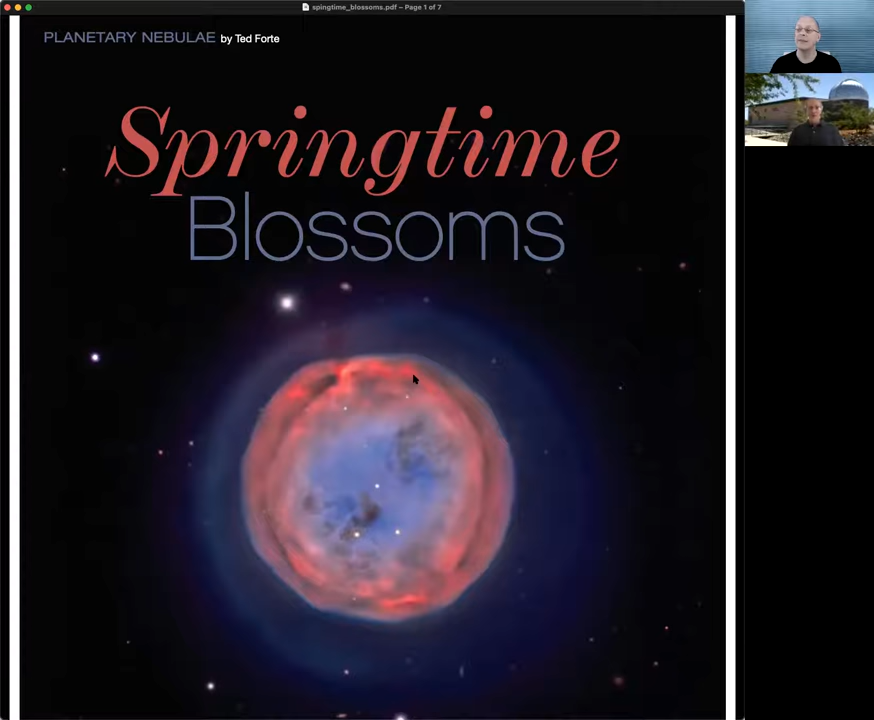 spingtime_blossoms.pdf – Page 1 of 7
PLANETARY NEBULAE by Ted Forte
Springtime
Blossoms